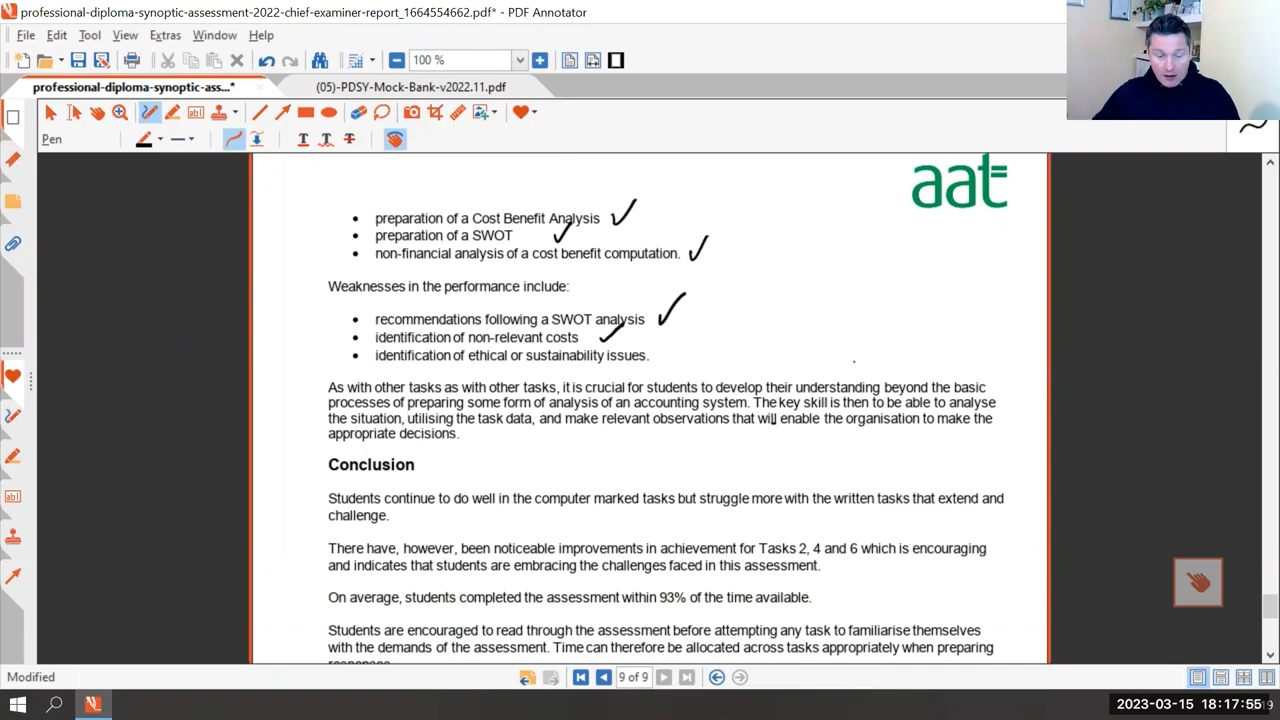 professional-diploma-synoptic-assessment-2022-chief-examiner-report_1664554662.pdf* - PDF Annotator
File Edit Tool View Extras Window Help
100 %
professional-diploma-synoptic-ass...*
(05)-PDSY-Mock-Bank-v2022.11.pdf
Pen
aat
• preparation of a Cost Benefit Analysis
• preparation of a SWOT
• non-financial analysis of a cost benefit computation.
Weaknesses in the performance include:
• recommendations following a SWOT analysis
• identification of non-relevant costs
• identification of ethical or sustainability issues.
As with other tasks as with other tasks, it is crucial for students to develop their understanding beyond the basic
processes of preparing some form of analysis of an accounting system. The key skill is then to be able to analyse
the situation, utilising the task data, and make relevant observations that will enable the organisation to make the
appropriate decisions.
Conclusion
Students continue to do well in the computer marked tasks but struggle more with the written tasks that extend and
challenge.
There have, however, been noticeable improvements in achievement for Tasks 2, 4 and 6 which is encouraging
and indicates that students are embracing the challenges faced in this assessment.
On average, students completed the assessment within 93% of the time available.
Students are encouraged to read through the assessment before attempting any task to familiarise themselves
with the demands of the assessment. Time can therefore be allocated across tasks appropriately when preparing
Modified
9 of 9
2023-03-15 18:17:55